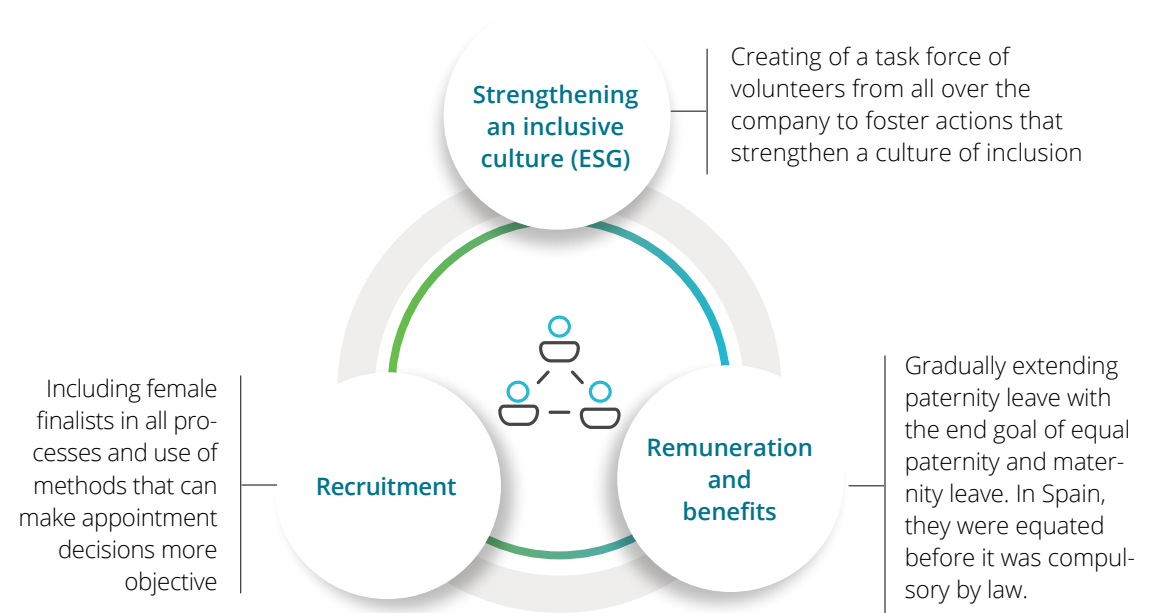 Strengthening
an inclusive
culture (ESG)
Creating of a task force of
volunteers from all over the
company to foster actions that
strengthen a culture of inclusion
Including female
finalists in all pro-
cesses and use of
methods that can
make appointment
decisions more
objective
Recruitment
Remuneration
and
benefits
Gradually extending
paternity leave with
the end goal of equal
paternity and mater-
nity leave. In Spain,
they were equated
before it was compul-
sory by law.